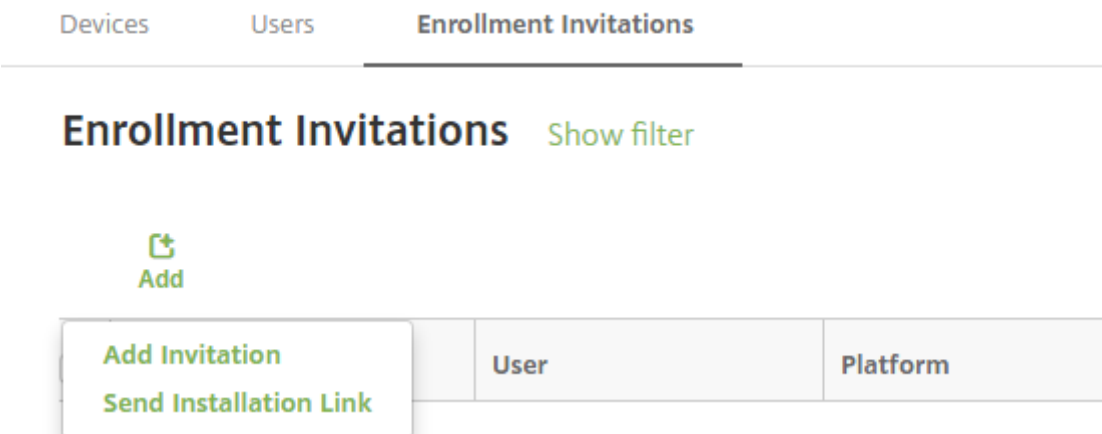 Devices Users Enrollment Invitations
Enrollment Invitations Show filter
Add
Add Invitation
User Platform
Send Installation Link